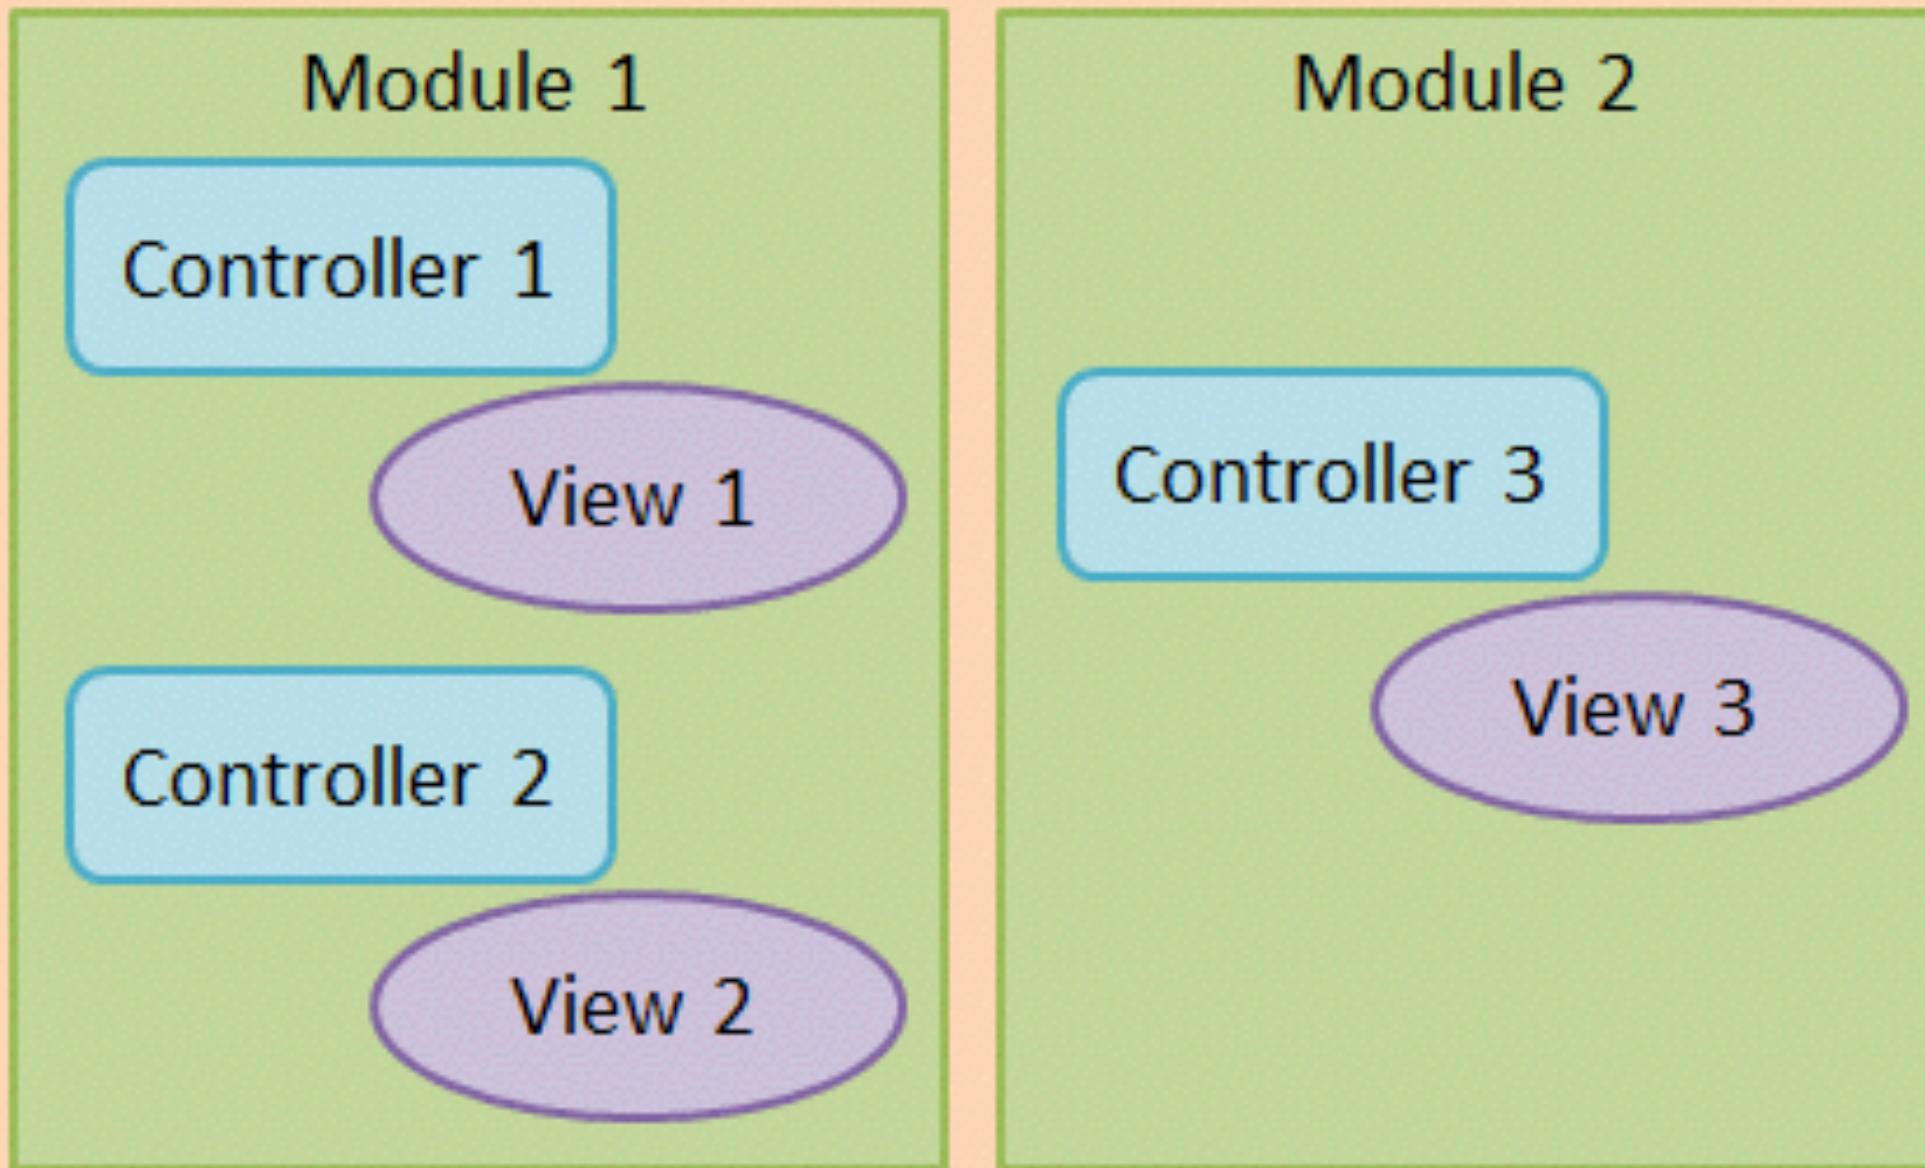 Module 1
Controller 1
View 1
Controller 2
View 2
Module 2
Controller 3
View 3